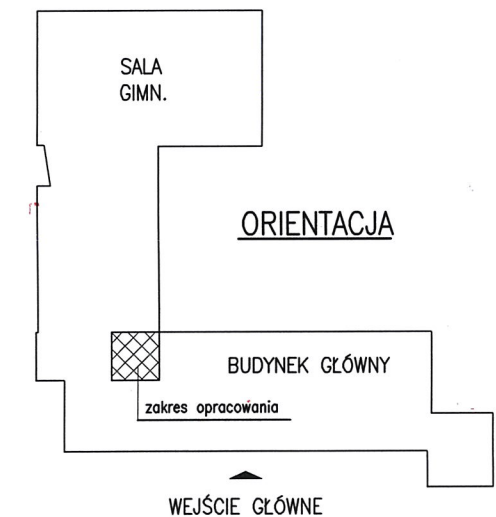 SALA
GIMN.
ORIENTACJA
BUDYNEK GŁÓWNY
zakres opracowania
WEJŚCIE GŁÓWNE